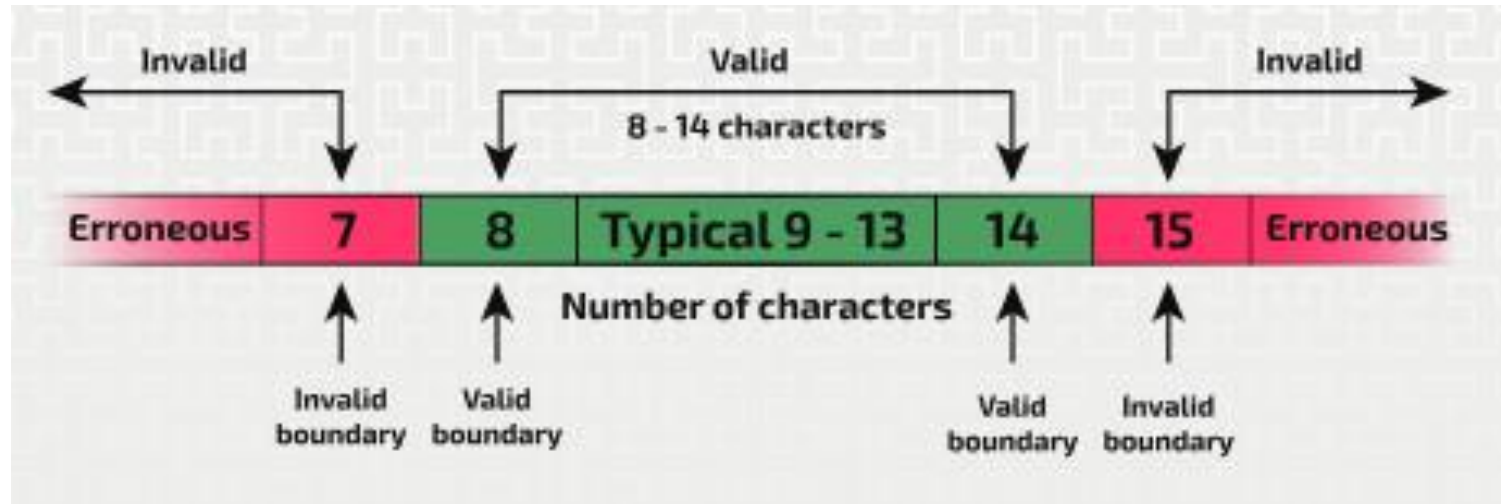 Invalid
Valid
Invalid
8 - 14 characters
Erroneous
7
8
Typical 9 - 13
14
15
Erroneous
Number of characters
Invalid
boundary
Valid
boundary
Valid
boundary
Invalid
boundary